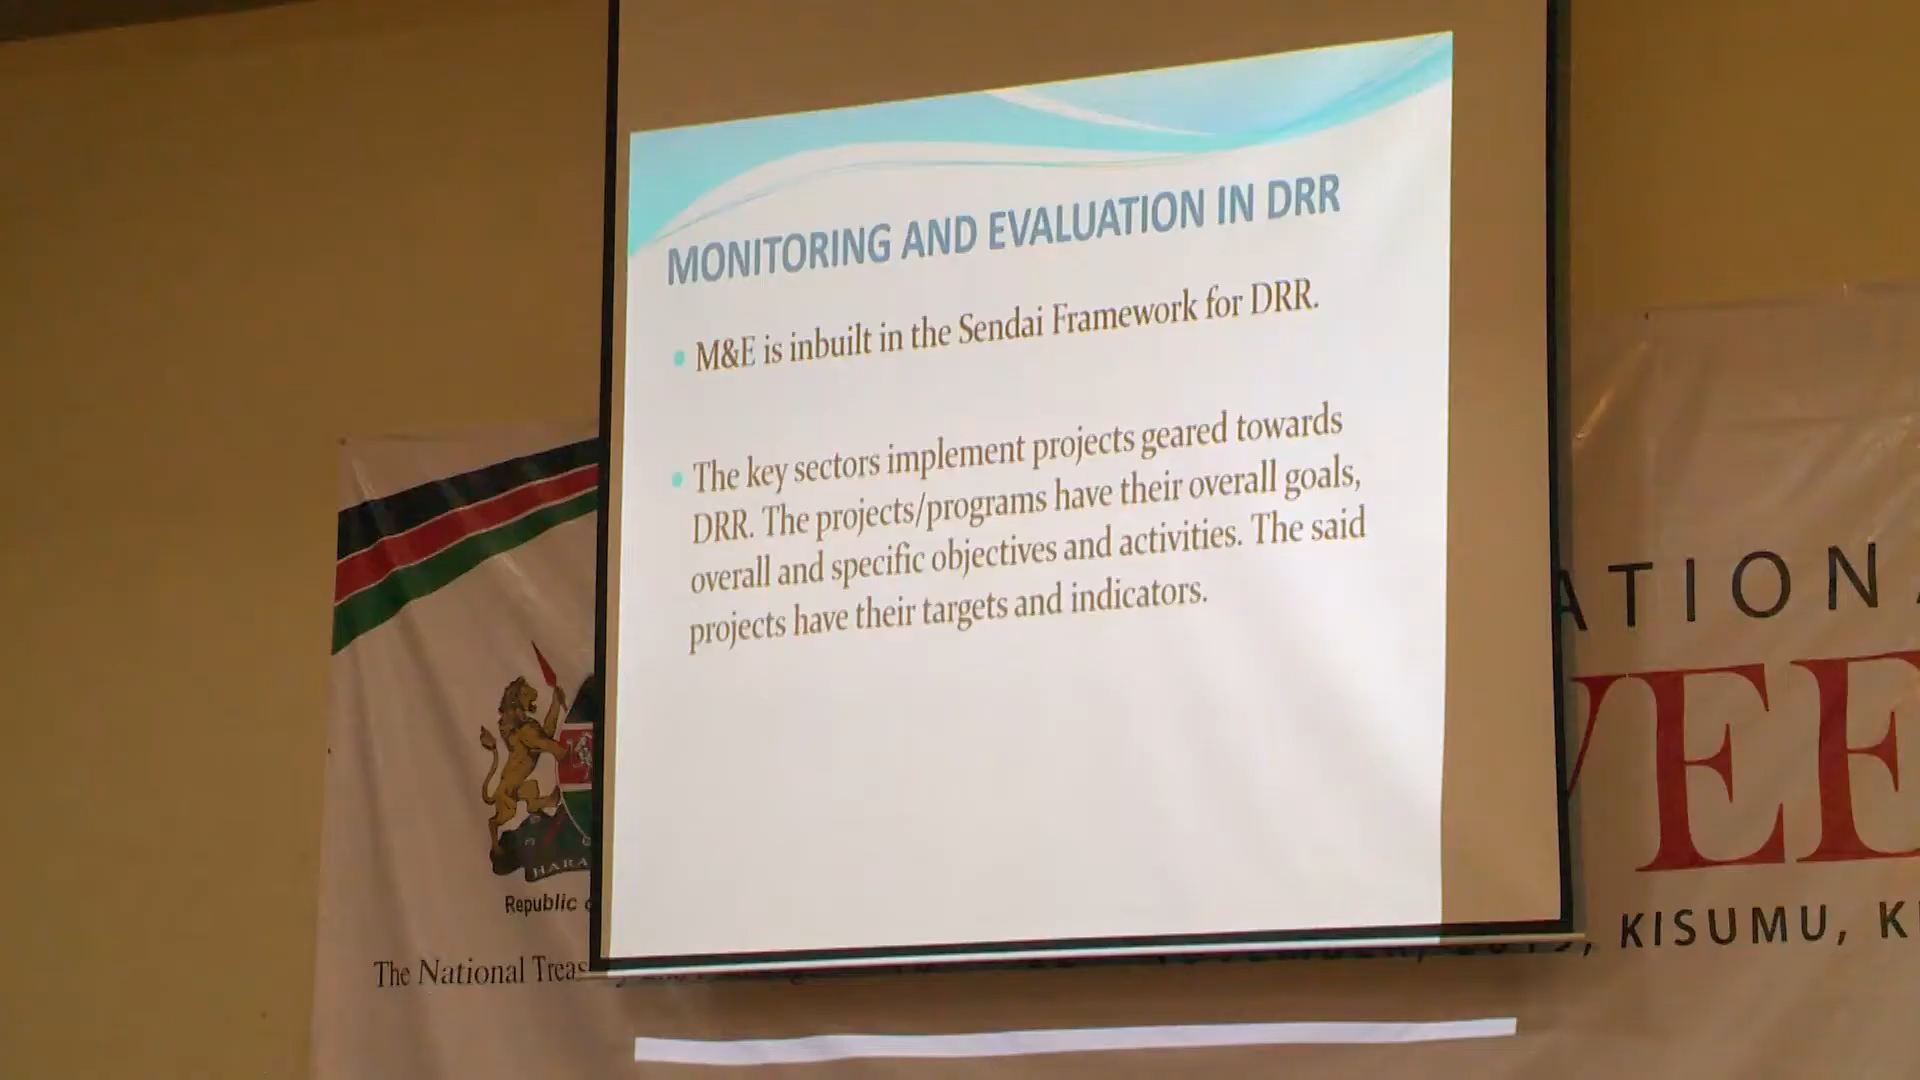 MONITORING AND EVALUATION IN DRR
• M&E is inbuilt in the Sendai Framework for DRR.
• The key sectors implement projects geared towards
DRR. The projects/programs have their overall goals,
overall and specific objectives and activities. The said
projects have their targets and indicators.
HARA
Republic
The National Treas
ATION
VEE
KISUMU, K